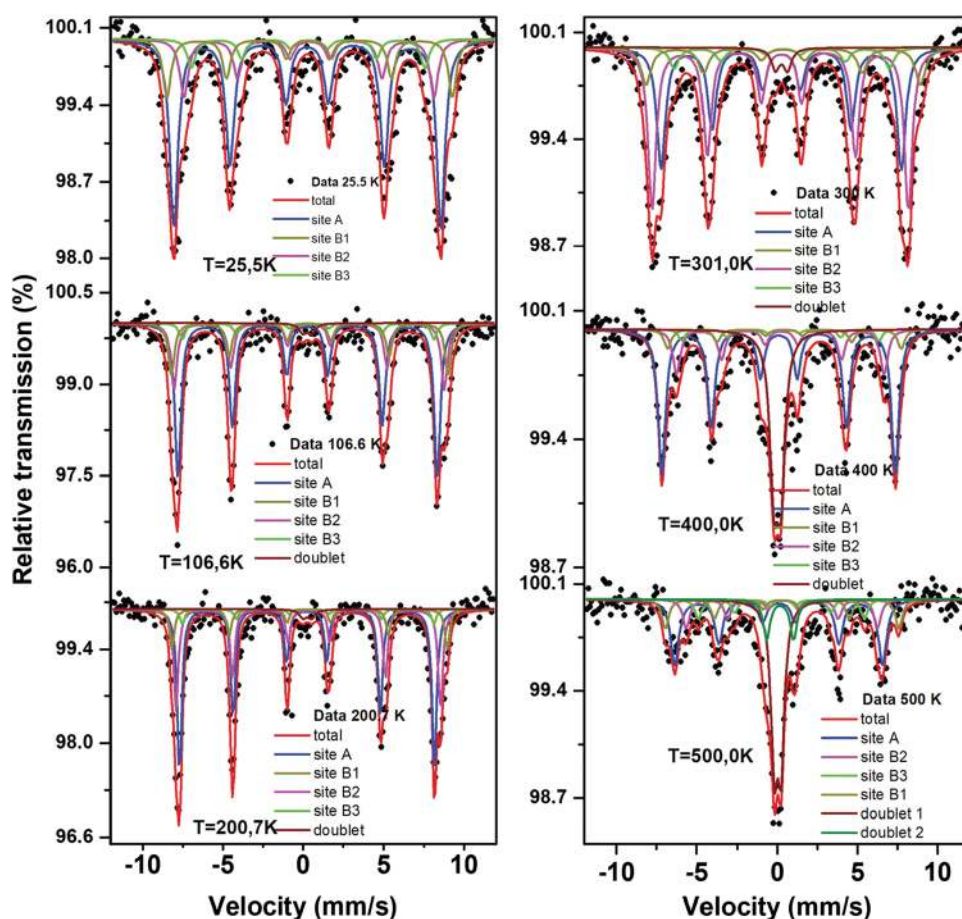 Relative transmission (%)
100.1
99.4
98.7
98.0
Data 25.5 K
total
site A
site B1
site B2
site B3
T=25,5K
100.5
99.0
97.5
96.0
Data 106.6 K
total
site A
site B1
site B2
site B3
doublet
T=106,6K
99.4
98.0
96.6
Data 200.7 K
total
site A
site B1
site B2
site B3
doublet
T=200,7K
-10 -5 0 5 10
Velocity (mm/s)
100.1
99.4
98.7
Data 300 K
total
site A
site B1
site B2
site B3
doublet
T=301,0K
100.1
99.4
98.7
Data 400 K
total
site A
site B1
site B2
site B3
doublet
T=400,0K
100.1
99.4
98.7
Data 500 K
total
site A
site B2
site B3
site B1
doublet 1
doublet 2
T=500,0K
-10 -5 0 5 10
Velocity (mm/s)